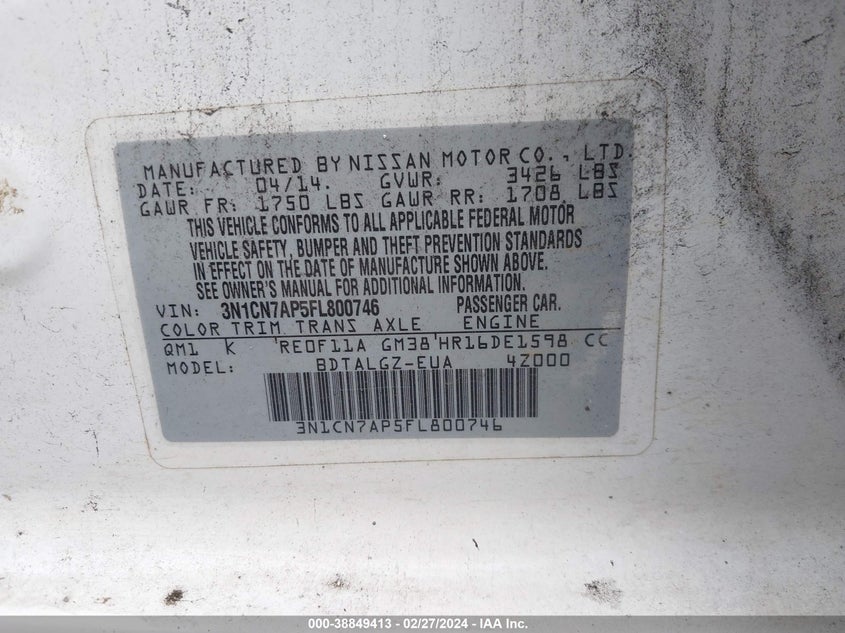 MANUFACTURED BY NISSAN MOTOR CO., LTD.
DATE: 04/14. GVWR: 3426 LBS
GAWR FR: 1750 LBS GAWR RR: 1708 LBS
THIS VEHICLE CONFORMS TO ALL APPLICABLE FEDERAL MOTOR
VEHICLE SAFETY, BUMPER AND THEFT PREVENTION STANDARDS
IN EFFECT ON THE DATE OF MANUFACTURE SHOWN ABOVE.
SEE OWNER'S MANUAL FOR ADDITIONAL INFORMATION.
VIN: 3N1CN7AP5FL800746 PASSENGER CAR.
COLOR TRIM TRANS AXLE ENGINE
QM1 K 'RE0F11A GM38'HR16DE1598 CC
MODEL: BDTALGZ-EUA 4Z000
3N1CN7AP5FL800746
000-38849413 - 02/27/2024 - IAA Inc.